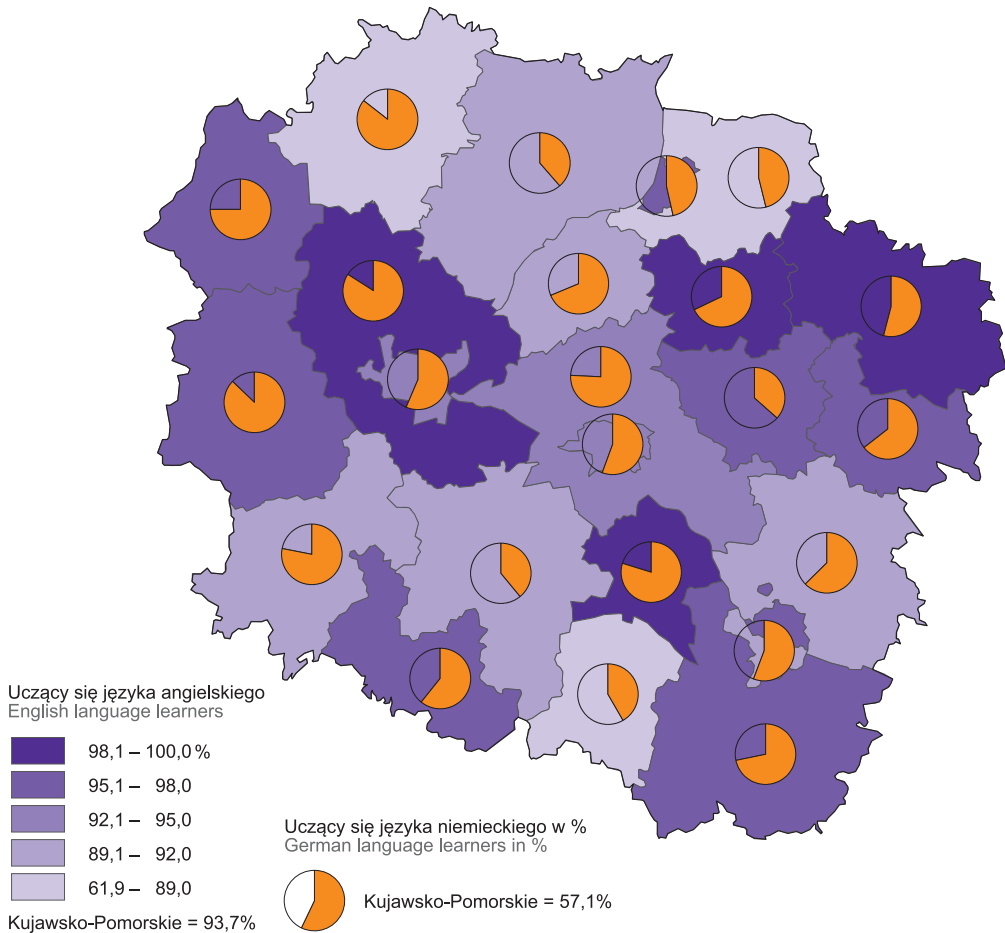 Uczący się języka angielskiego
English language learners
98,1 – 100,0 %
95,1 – 98,0
92,1 – 95,0
89,1 – 92,0
61,9 – 89,0
Kujawsko-Pomorskie = 93,7%
Uczący się języka niemieckiego w %
German language learners in %
Kujawsko-Pomorskie = 57,1%